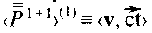 ⟨P̿ ¹⁺¹⟩⁽¹⁾ ≡ ⟨v, c⃗t⟩